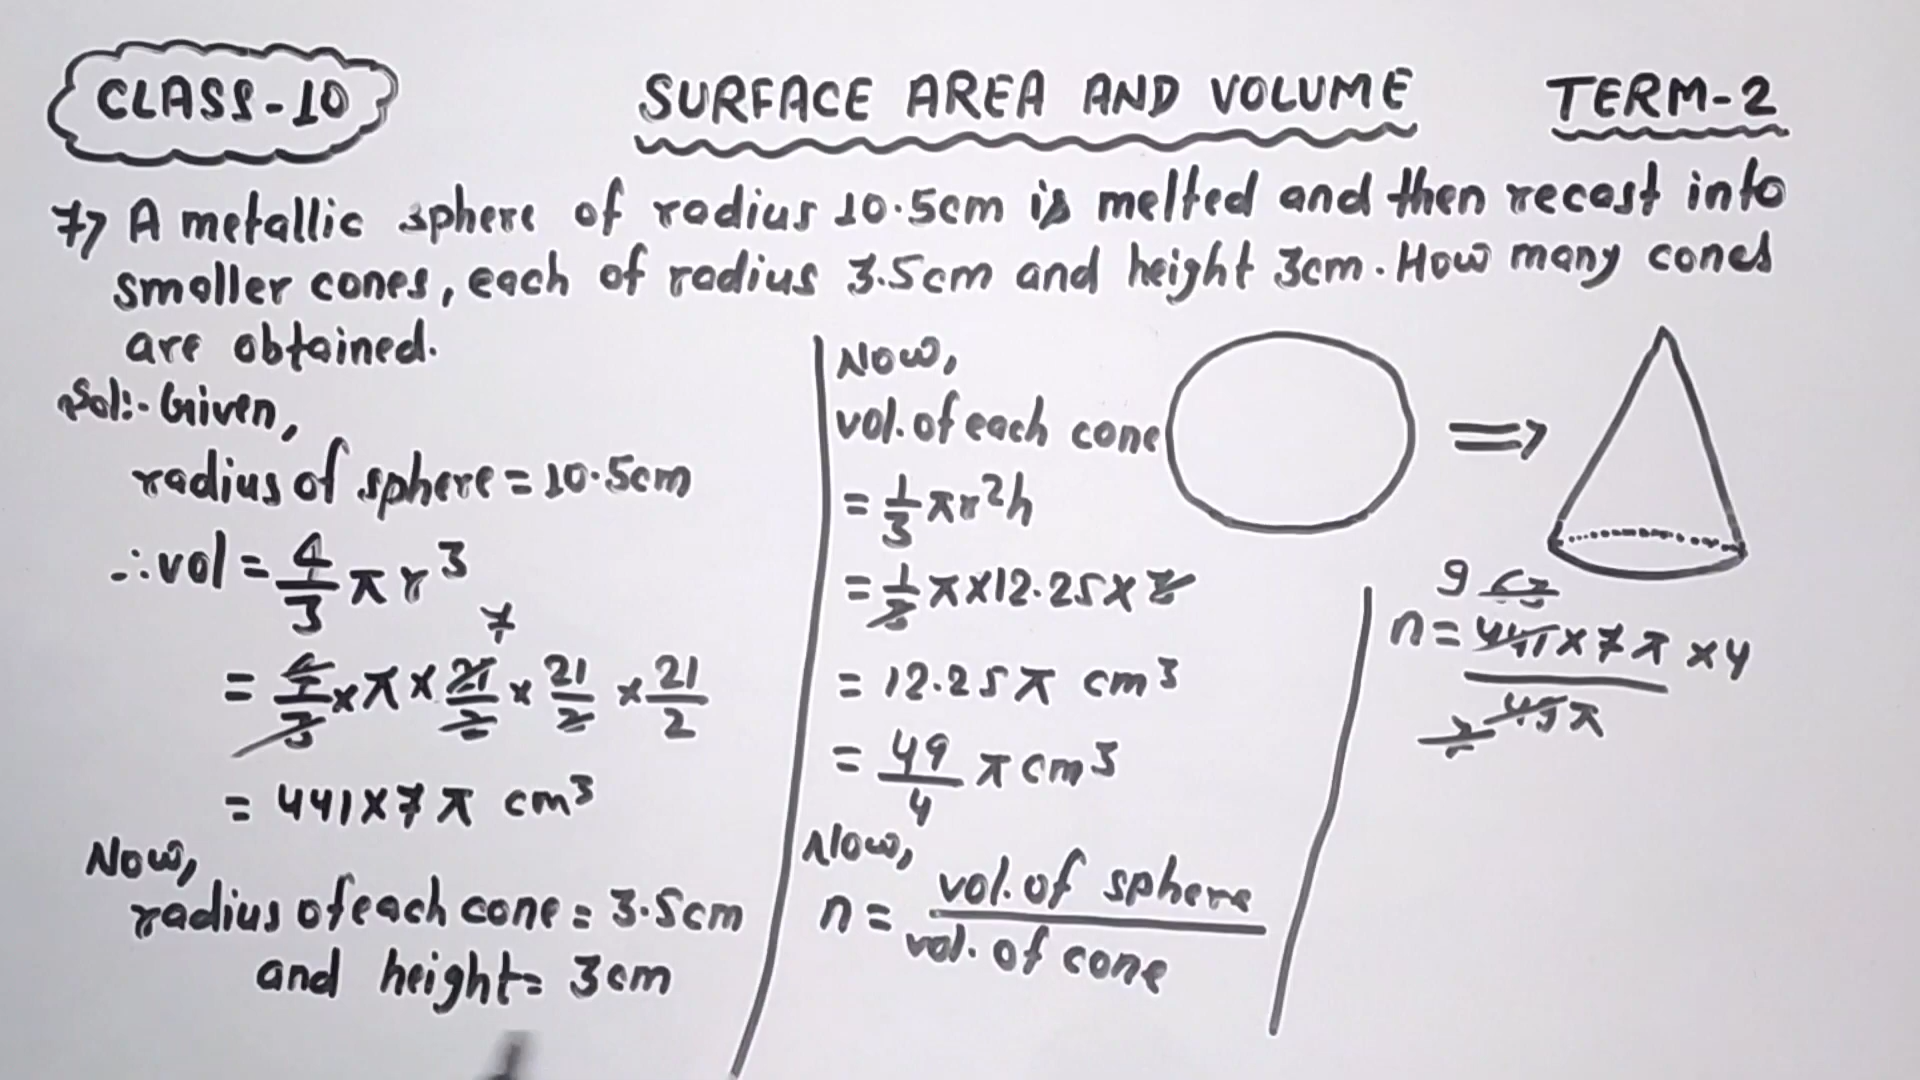 CLASS-10
SURFACE AREA AND VOLUME
TERM-2
7) A metallic sphere of radius 10.5cm is melted and then recast into
smaller cones, each of radius 3.5cm and height 3cm. How many cones
are obtained.
Sol:- Given,
radius of sphere = 10.5cm
∴ vol = 4/3 π r³
7
= 4/3 × π × 21/2 × 21/2 × 21/2
= 441 × 7 π cm³
Now,
radius of each cone = 3.5cm
and height = 3cm
Now,
vol. of each cone
= 1/3 π r² h
= 1/3 π × 12.25 × 3
= 12.25 π cm³
= 49/4 π cm³
Now,
n = vol. of sphere / vol. of cone
⇒
9 63
n = 441 × 7 π × 4 / 49 π
7